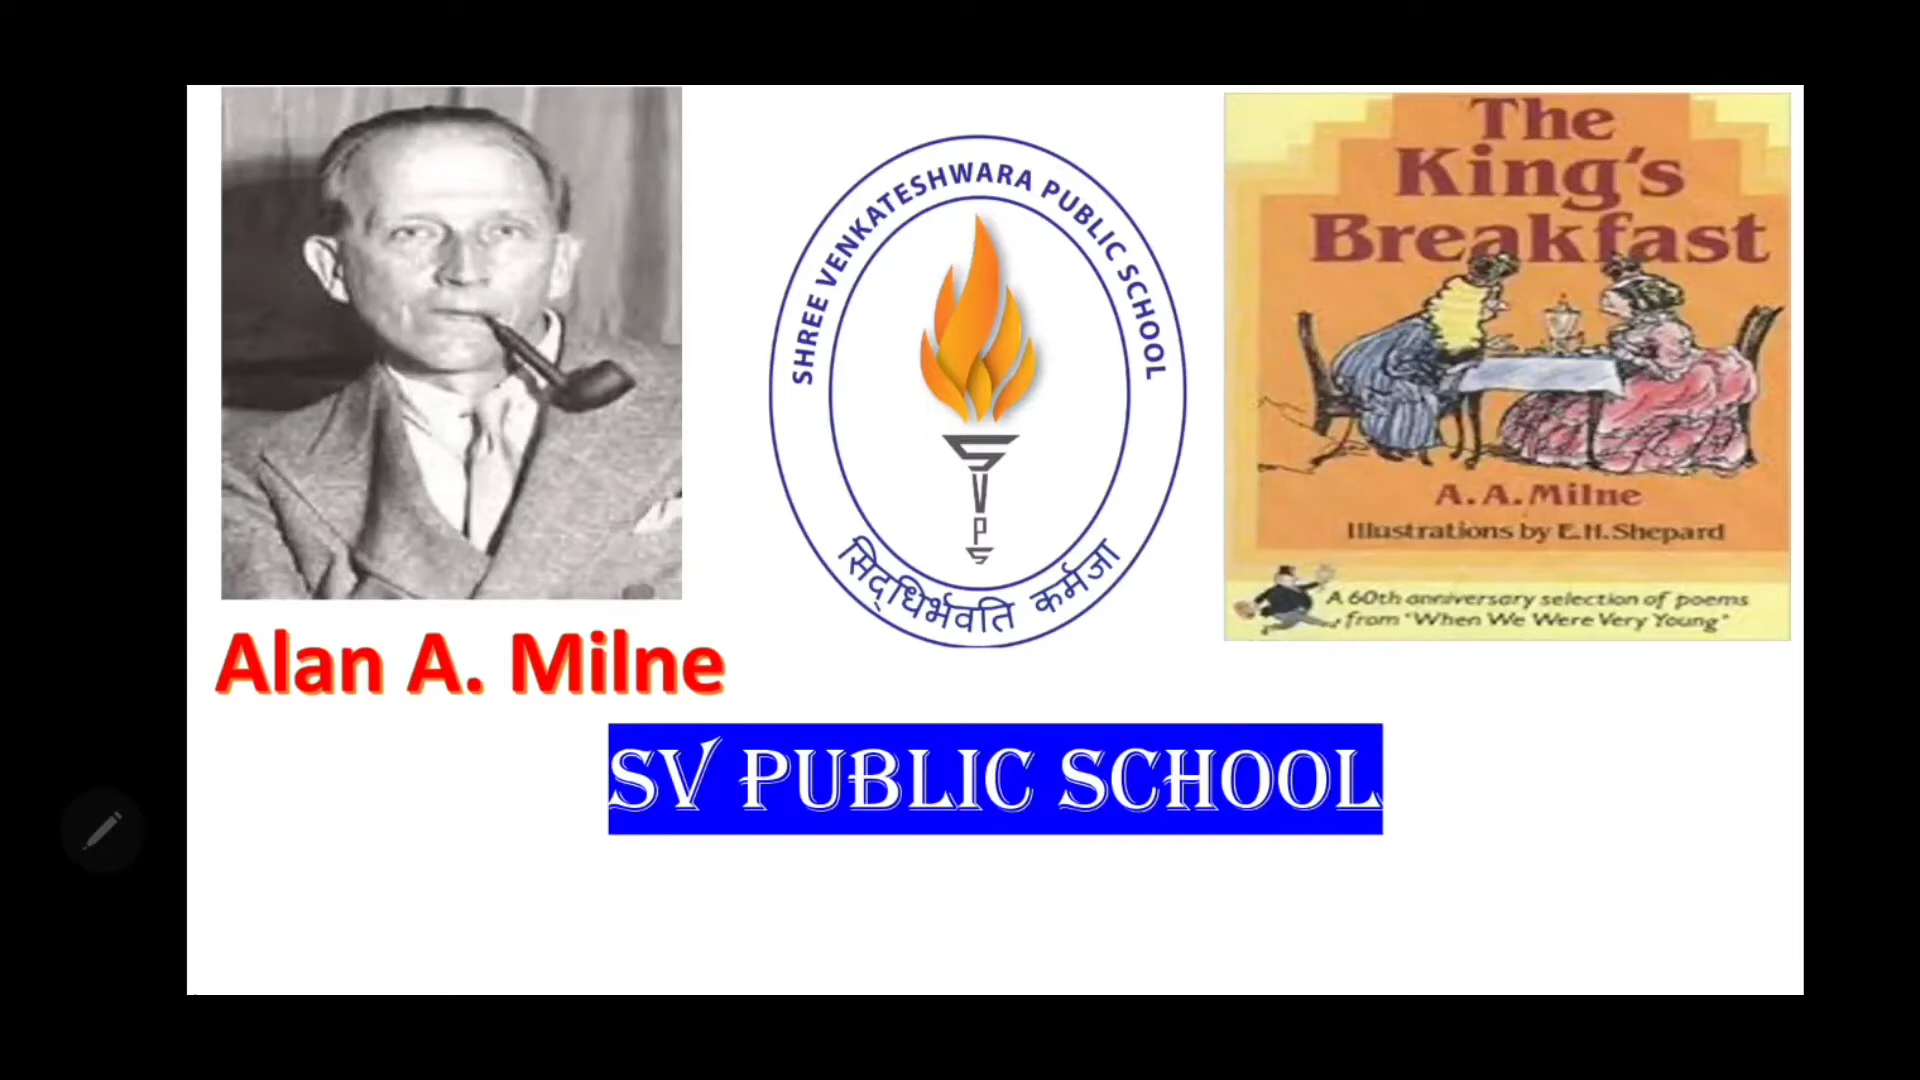 Alan A. Milne
SHREE VENKATESHWARA PUBLIC SCHOOL
S
V
P
S
सिद्धिर्भवति कर्मजा
The
King's
Breakfast
A. A. Milne
Illustrations by E.H. Shepard
A 60th anniversary selection of poems
from "When We Were Very Young"
SV PUBLIC SCHOOL